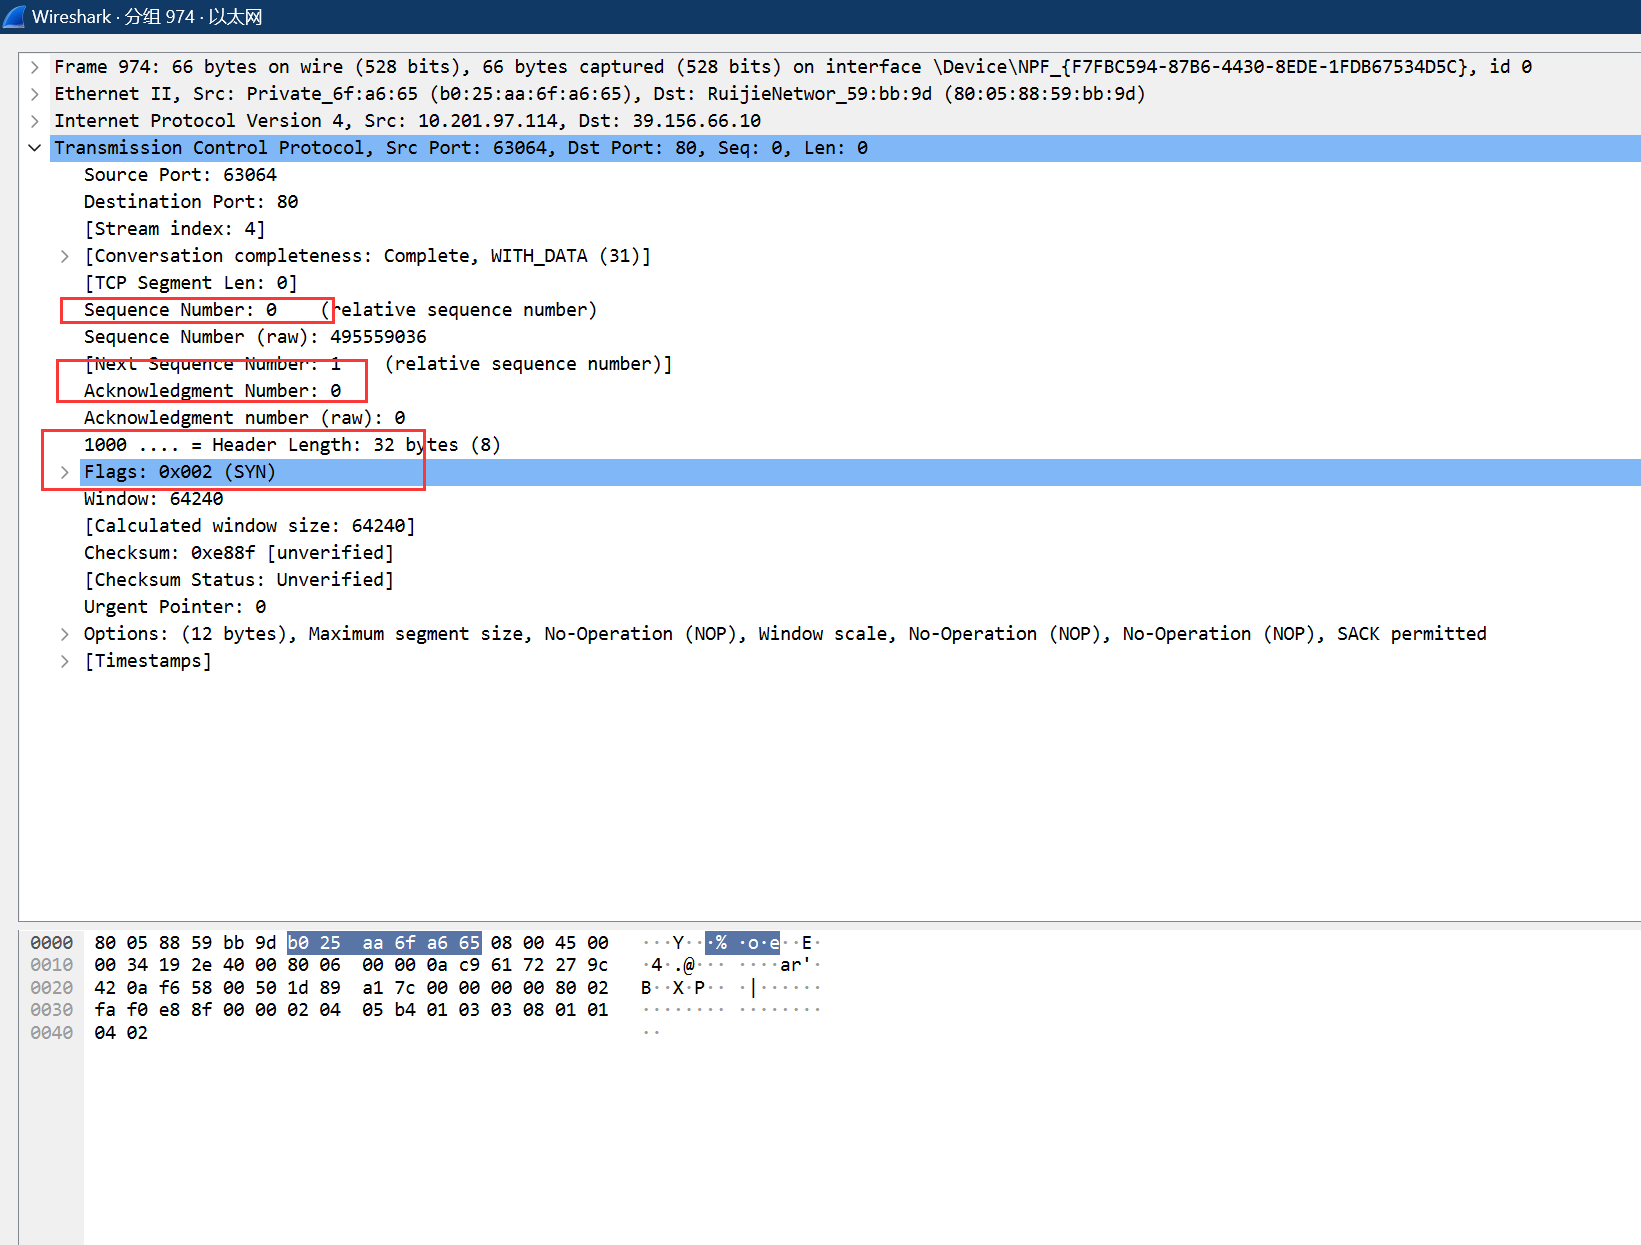 Wireshark · 分组 974 · 以太网
Frame 974: 66 bytes on wire (528 bits), 66 bytes captured (528 bits) on interface \Device\NPF_{F7FBC594-87B6-4430-8EDE-1FDB67534D5C}, id 0
Ethernet II, Src: Private_6f:a6:65 (b0:25:aa:6f:a6:65), Dst: RuijieNetwor_59:bb:9d (80:05:88:59:bb:9d)
Internet Protocol Version 4, Src: 10.201.97.114, Dst: 39.156.66.10
Transmission Control Protocol, Src Port: 63064, Dst Port: 80, Seq: 0, Len: 0
Source Port: 63064
Destination Port: 80
[Stream index: 4]
[Conversation completeness: Complete, WITH_DATA (31)]
[TCP Segment Len: 0]
Sequence Number: 0    (relative sequence number)
Sequence Number (raw): 495559036
[Next Sequence Number: 1    (relative sequence number)]
Acknowledgment Number: 0
Acknowledgment number (raw): 0
1000 .... = Header Length: 32 bytes (8)
Flags: 0x002 (SYN)
Window: 64240
[Calculated window size: 64240]
Checksum: 0xe88f [unverified]
[Checksum Status: Unverified]
Urgent Pointer: 0
Options: (12 bytes), Maximum segment size, No-Operation (NOP), Window scale, No-Operation (NOP), No-Operation (NOP), SACK permitted
[Timestamps]
0000 80 05 88 59 bb 9d b0 25 aa 6f a6 65 08 00 45 00 ···Y···% ·o·e··E·
0010 00 34 19 2e 40 00 80 06 00 00 0a c9 61 72 27 9c ·4·.@··· ····ar'·
0020 42 0a f6 58 00 50 1d 89 a1 7c 00 00 00 00 80 02 B··X·P·· ·|······
0030 fa f0 e8 8f 00 00 02 04 05 b4 01 03 03 08 01 01 ········ ········
0040 04 02 ··